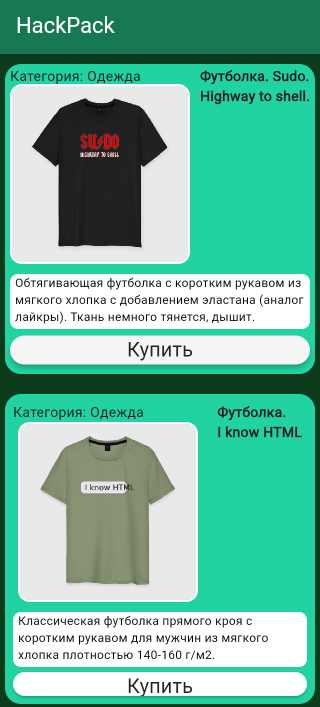 HackPack
Категория: Одежда
Футболка. Sudo.
Highway to shell.
SU/DO
HIGHWAY TO SHELL
Обтягивающая футболка с коротким рукавом из
мягкого хлопка с добавлением эластана (аналог
лайкры). Ткань немного тянется, дышит.
Купить
Категория: Одежда
Футболка.
I know HTML
I know HTML
Классическая футболка прямого кроя с
коротким рукавом для мужчин из мягкого
хлопка плотностью 140-160 г/м2.
Купить